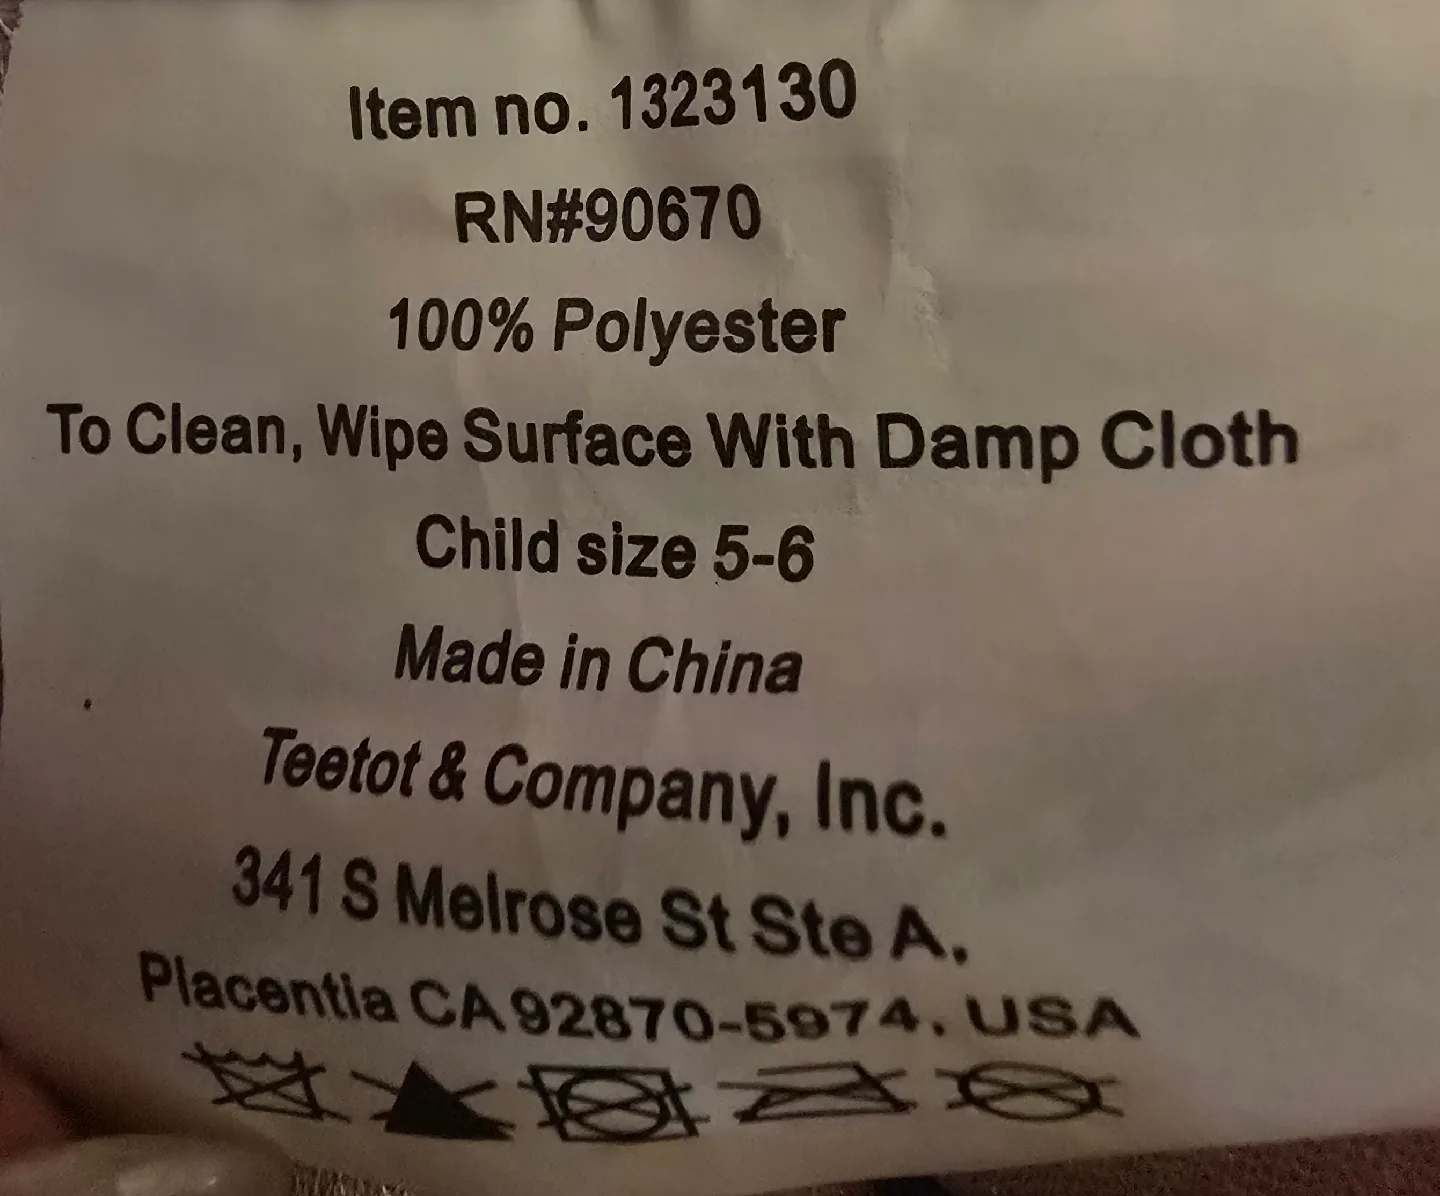 Item no. 1323130
RN#90670
100% Polyester
To Clean, Wipe Surface With Damp Cloth
Child size 5-6
Made in China
Teetot & Company, Inc.
341 S Melrose St Ste A.
Placentia CA 92870-5974. USA